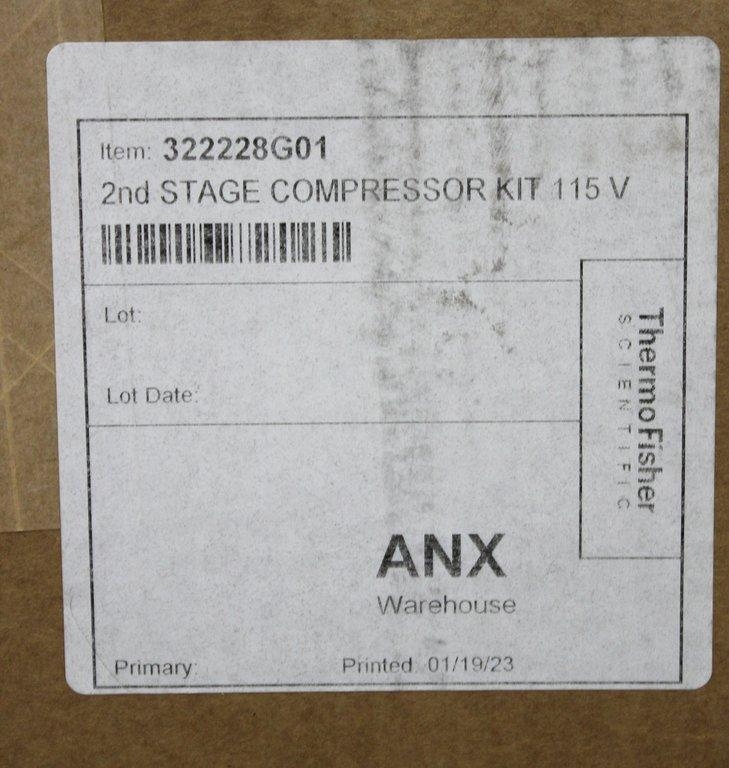 Item: 322228G01
2nd STAGE COMPRESSOR KIT 115 V
Lot:
Lot Date:
ThermoFisher
SCIENTIFIC
ANX
Warehouse
Primary:
Printed: 01/19/23